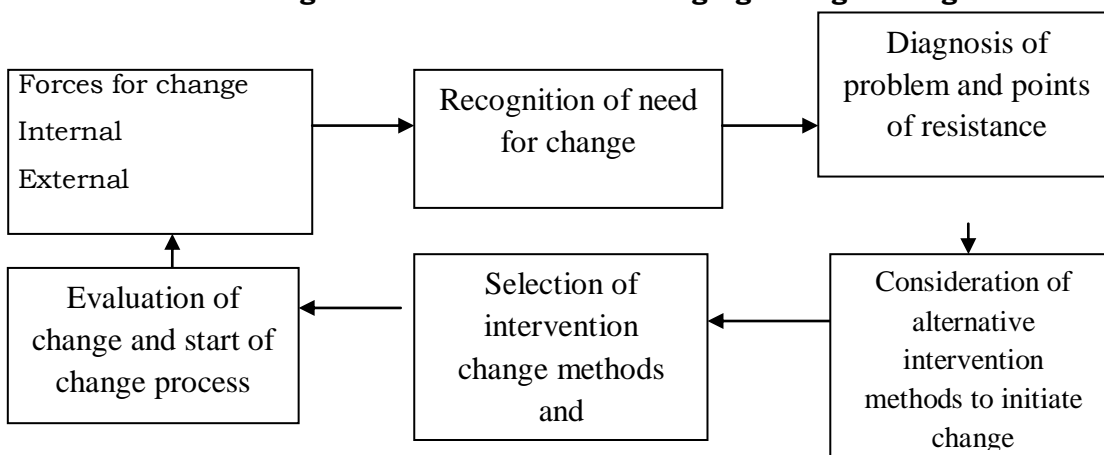 Forces for change
Internal
External
Recognition of need
for change
Diagnosis of
problem and points
of resistance
Evaluation of
change and start of
change process
Selection of
intervention
change methods
and
Consideration of
alternative
intervention
methods to initiate
change